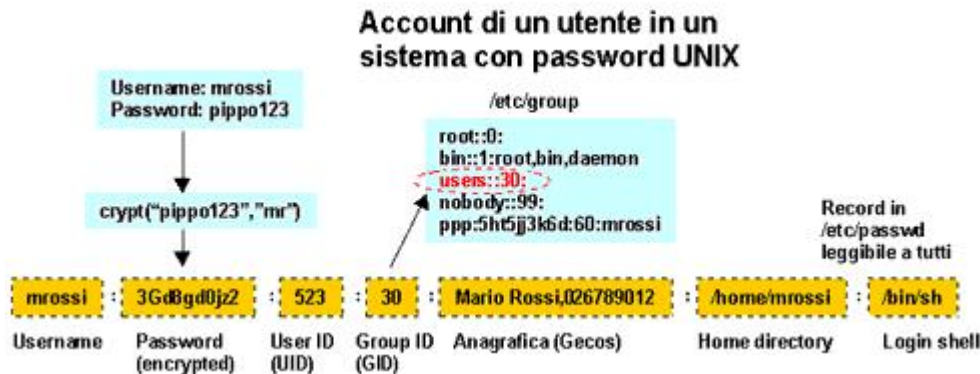 Account di un utente in un
sistema con password UNIX
Username: mrossi
Password: pippo123
/etc/group
root::0:
bin::1:root,bin,daemon
users::30:
nobody::99:
ppp:5ht5jj3k6d:60:mrossi
crypt("pippo123","mr")
Record in
/etc/passwd
leggibile a tutti
mrossi : 3Gd8gd0jz2 : 523 : 30 : Mario Rossi,026789012 : /home/mrossi : /bin/sh
Username Password User ID Group ID Anagrafica (Gecos) Home directory Login shell
(encrypted) (UID) (GID)